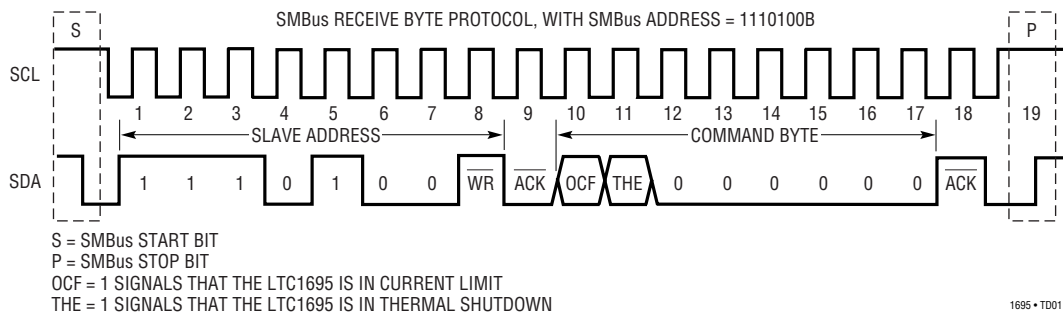 SMBus RECEIVE BYTE PROTOCOL, WITH SMBus ADDRESS = 1110100B
S
P
SCL
1 2 3 4 5 6 7 8 9 10 11 12 13 14 15 16 17 18 19
SLAVE ADDRESS
COMMAND BYTE
SDA
1 1 1 0 1 0 0 WR ACK OCF THE 0 0 0 0 0 0 ACK
S = SMBus START BIT
P = SMBus STOP BIT
OCF = 1 SIGNALS THAT THE LTC1695 IS IN CURRENT LIMIT
THE = 1 SIGNALS THAT THE LTC1695 IS IN THERMAL SHUTDOWN
1695 • TD01